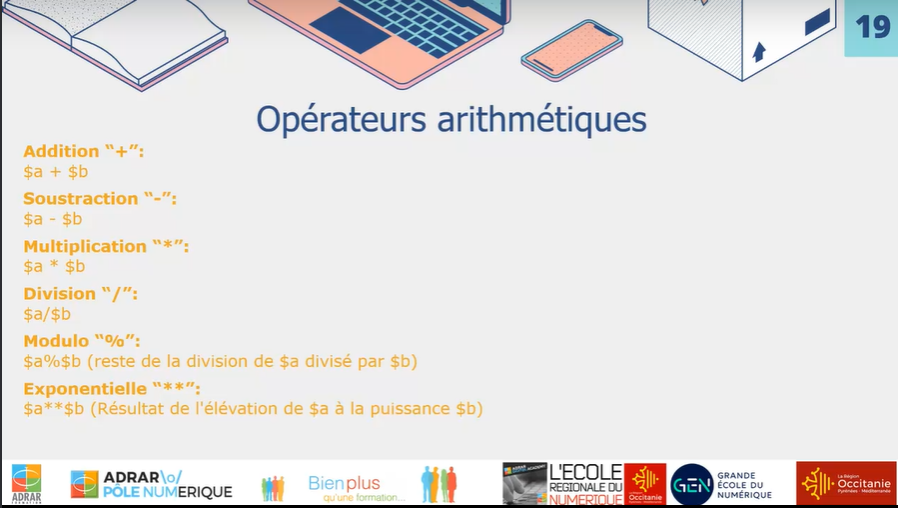 19
Opérateurs arithmétiques
Addition “+”:
$a + $b
Soustraction “-”:
$a - $b
Multiplication “*”:
$a * $b
Division “/”:
$a/$b
Modulo “%”:
$a%$b (reste de la division de $a divisé par $b)
Exponentielle “**”:
$a**$b (Résultat de l'élévation de $a à la puissance $b)
ADRAR
FORMATION
ADRAR\o/
PÔLE NUMERIQUE
Bienplus
qu'une formation...
L'ECOLE
REGIONALE DU
NUMERIQUE
Occitanie
GEN
GRANDE
ÉCOLE DU
NUMÉRIQUE
La Région
Occitanie
Pyrénées - Méditerranée